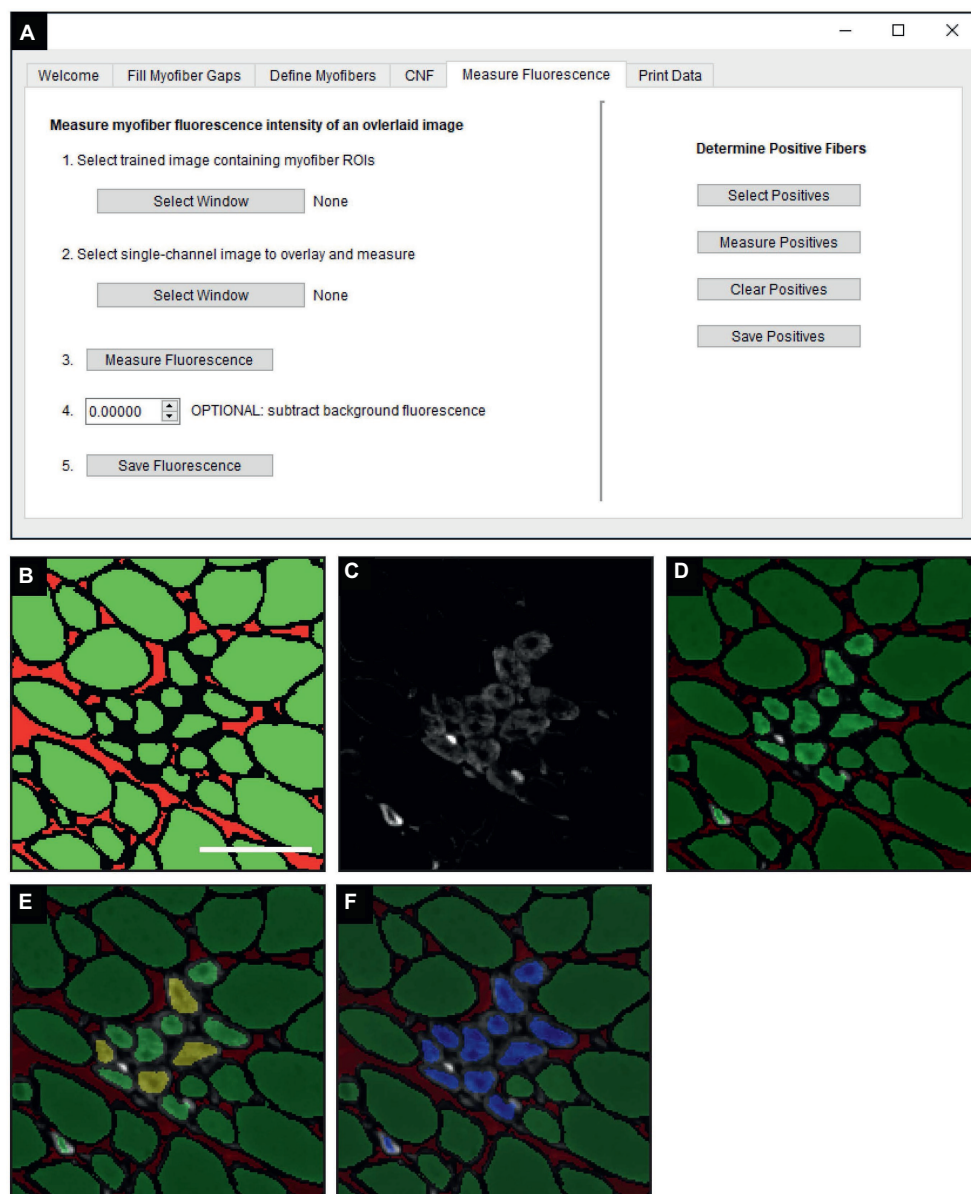 A
Welcome Fill Myofiber Gaps Define Myofibers CNF Measure Fluorescence Print Data
Measure myofiber fluorescence intensity of an ovlerlaid image
1. Select trained image containing myofiber ROIs
Select Window None
2. Select single-channel image to overlay and measure
Select Window None
3. Measure Fluorescence
4. 0.00000 OPTIONAL: subtract background fluorescence
5. Save Fluorescence
Determine Positive Fibers
Select Positives
Measure Positives
Clear Positives
Save Positives
B
C
D
E
F